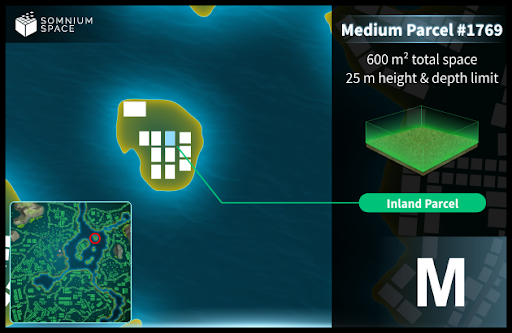 SOMNIUM
SPACE
Medium Parcel #1769
600 m² total space
25 m height & depth limit
Inland Parcel
M